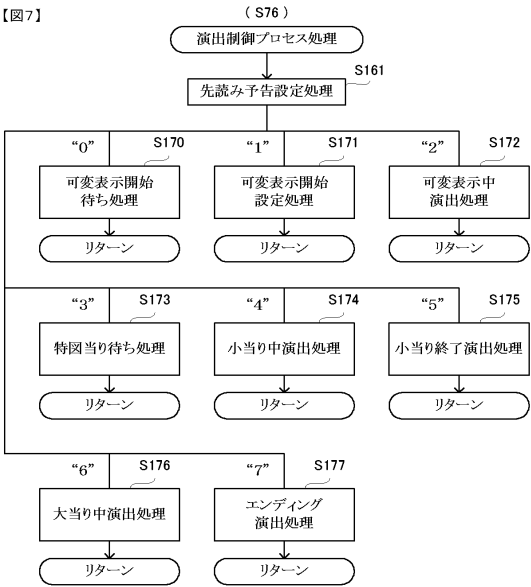 【図7】
(S76)
演出制御プロセス処理
S161
先読み予告設定処理
“0”
S170
可変表示開始
待ち処理
リターン
“1”
S171
可変表示開始
設定処理
リターン
“2”
S172
可変表示中
演出処理
リターン
“3”
S173
特図当り待ち処理
リターン
“4”
S174
小当り中演出処理
リターン
“5”
S175
小当り終了演出処理
リターン
“6”
S176
大当り中演出処理
リターン
“7”
S177
エンディング
演出処理
リターン